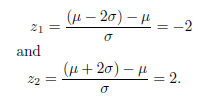 z₁ = ((μ − 2σ) − μ) / σ = −2
and
z₂ = ((μ + 2σ) − μ) / σ = 2.